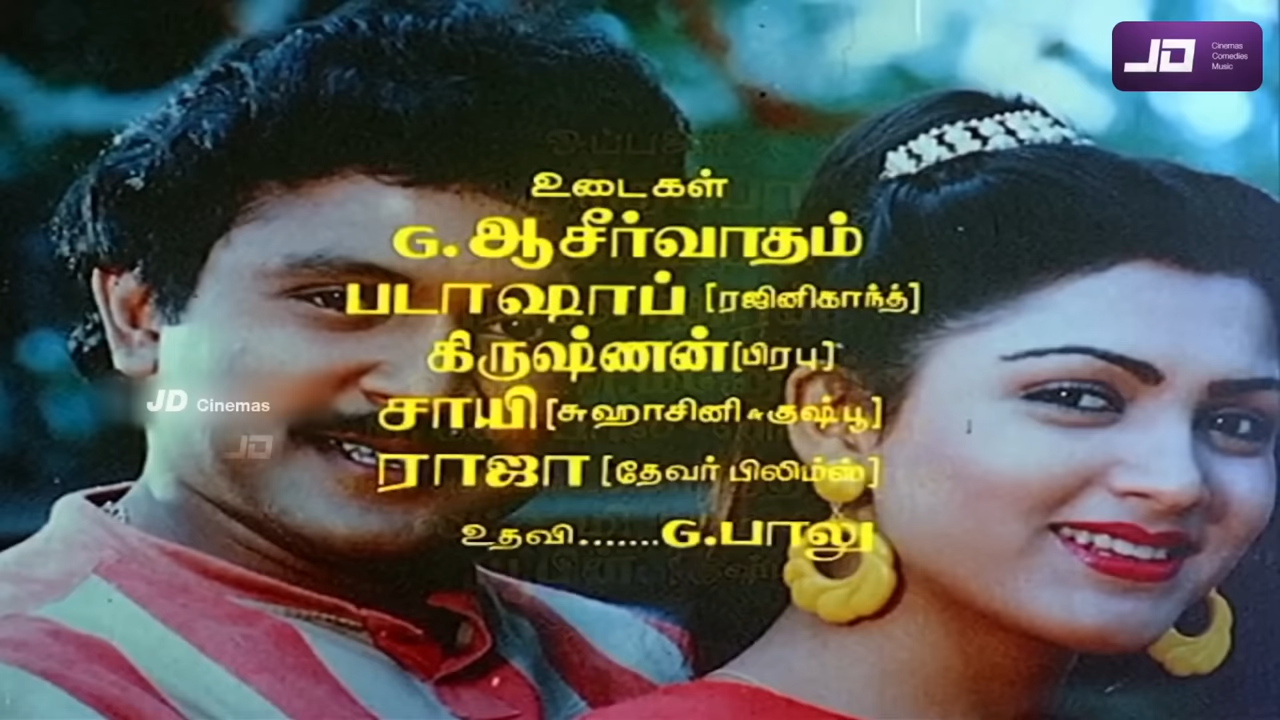 JD
Cinemas
Comedies
Music
உடைகள்
G. ஆசீர்வாதம்
படாஷாப் [ரஜினிகாந்த்]
கிருஷ்ணன் [பிரபு]
சாயி [சுஹாசினி & குஷ்பூ]
ராஜா [தேவர் பிலிம்ஸ்]
உதவி.......G.பாலு
JD Cinemas
JD